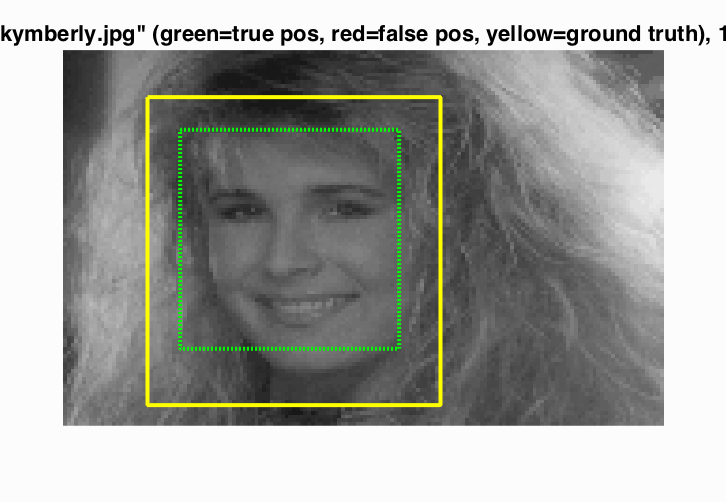 kymberly.jpg" (green=true pos, red=false pos, yellow=ground truth), 1